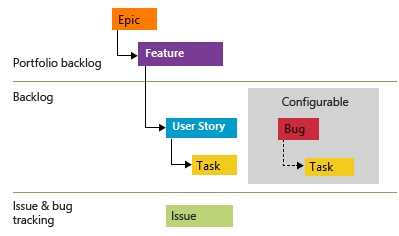 Epic
Feature
Portfolio backlog
Backlog
Configurable
User Story
Bug
Task
Task
Issue & bug
tracking
Issue